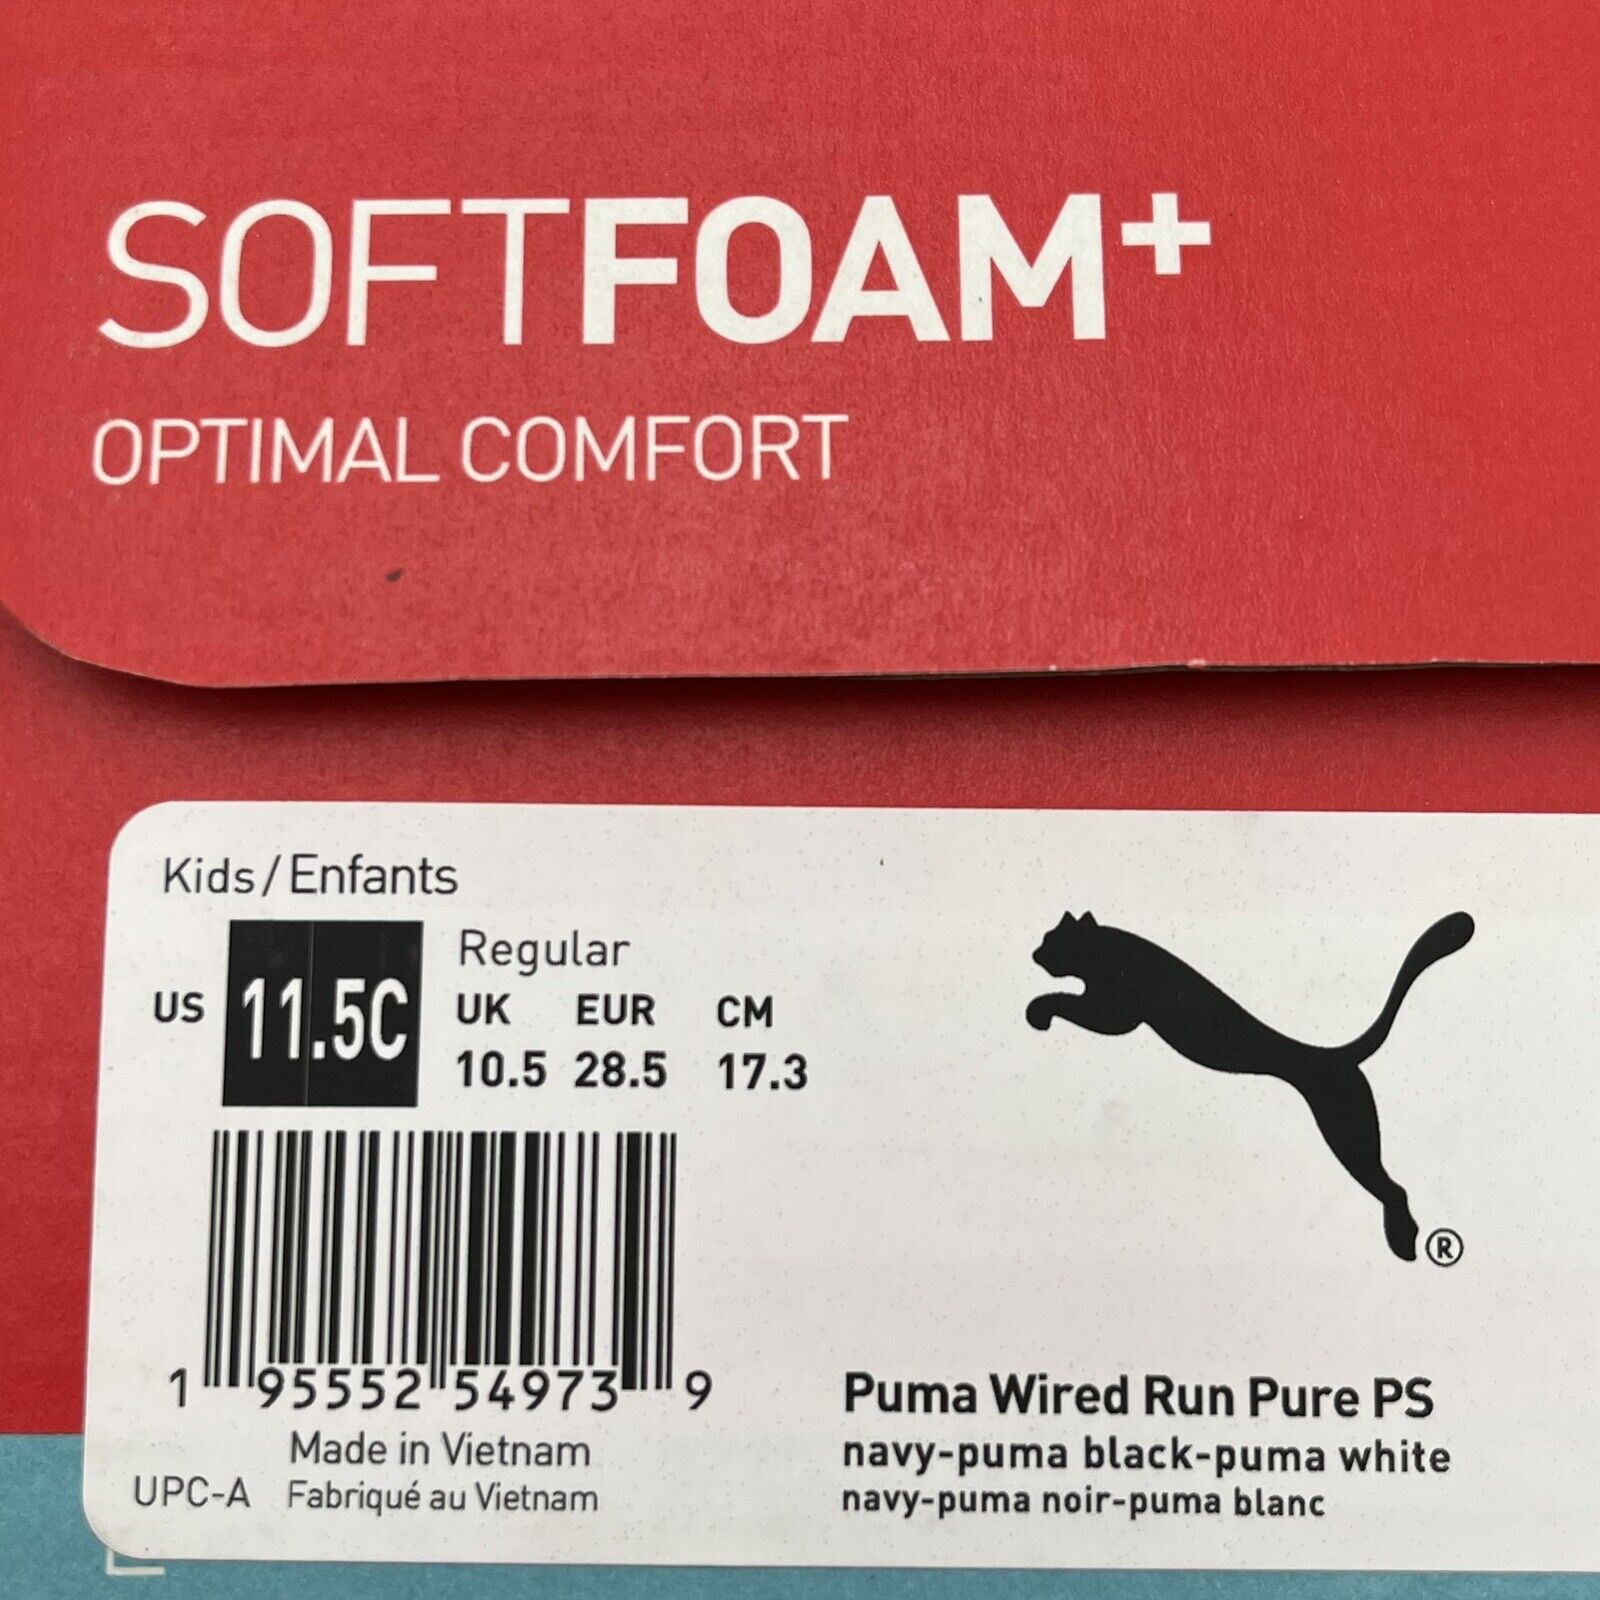 SOFTFOAM+
OPTIMAL COMFORT
Kids/Enfants
US 11.5C
Regular
UK EUR CM
10.5 28.5 17.3
1 95552 54973 9
Made in Vietnam
UPC-A Fabriqué au Vietnam
®
Puma Wired Run Pure PS
navy-puma black-puma white
navy-puma noir-puma blanc